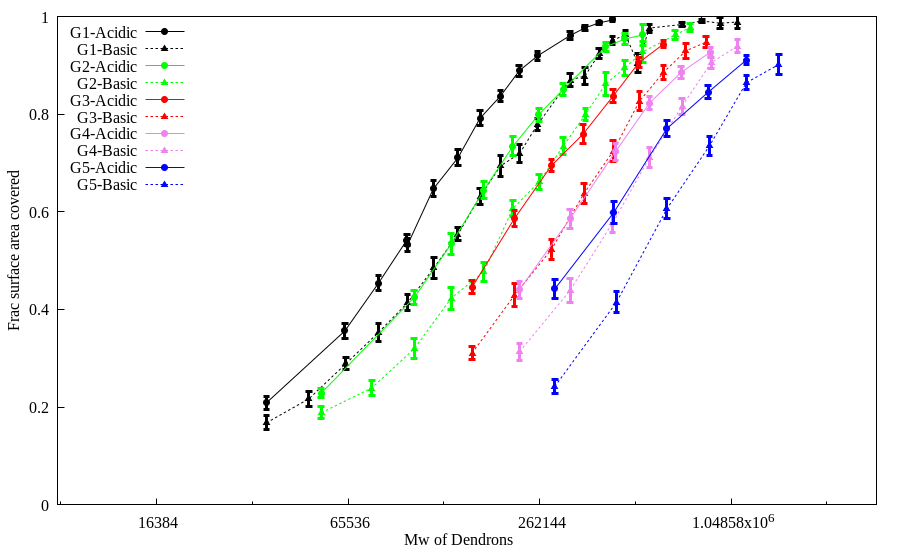 1
G1-Acidic
G1-Basic
G2-Acidic
G2-Basic
G3-Acidic
G3-Basic
G4-Acidic
G4-Basic
G5-Acidic
G5-Basic
0.8
0.6
0.4
0.2
0
Frac surface area covered
16384 65536 262144 1.04858x10⁶
Mw of Dendrons